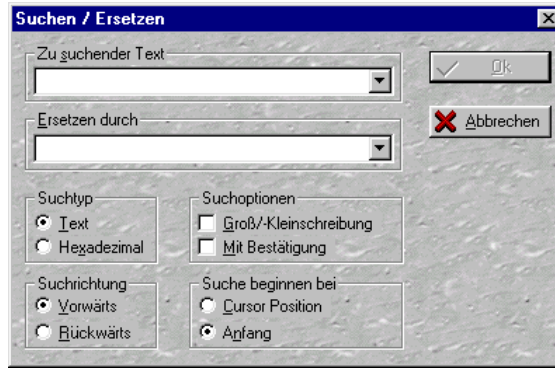 Suchen / Ersetzen
Zu suchender Text
Ok
Ersetzen durch
Abbrechen
Suchtyp
Text
Hexadezimal
Suchoptionen
Groß/-Kleinschreibung
Mit Bestätigung
Suchrichtung
Vorwärts
Rückwärts
Suche beginnen bei
Cursor Position
Anfang